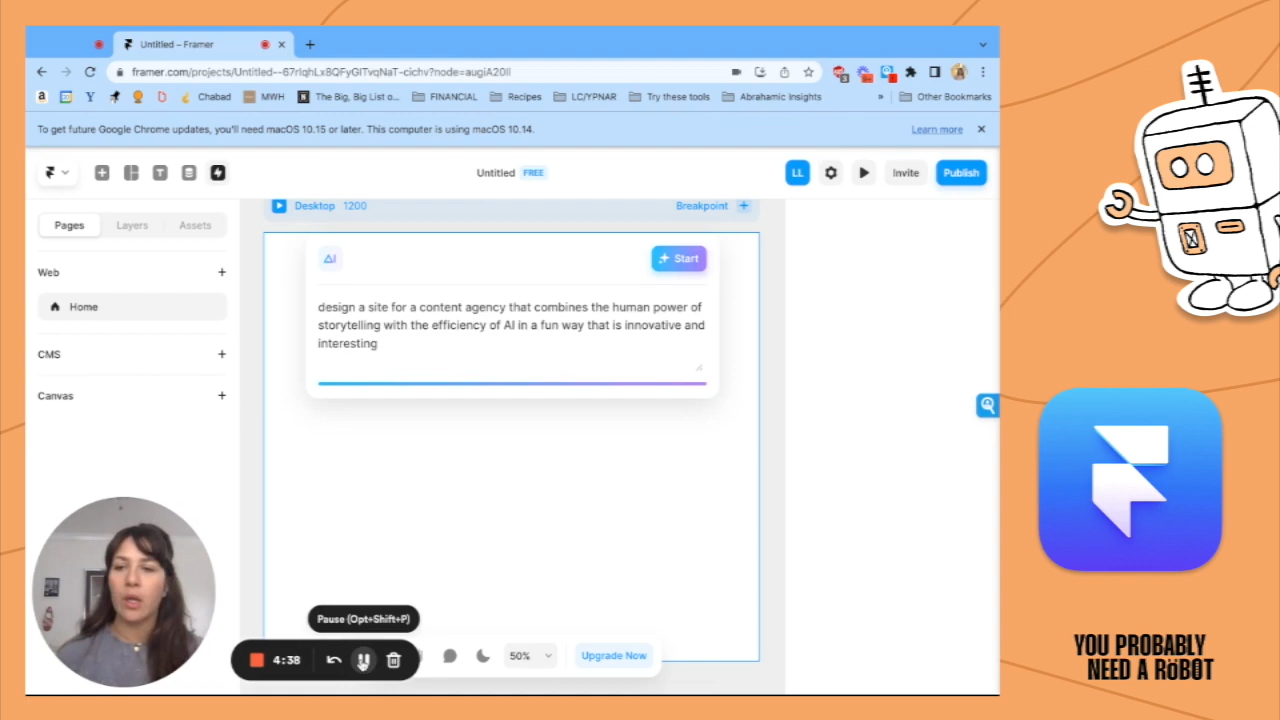 Untitled – Framer
framer.com/projects/Untitled--67rIqhLx8QFyGITvqNaT-cichv?node=augiA20II
Chabad
MWH
The Big, Big List o...
FINANCIAL
Recipes
LC/YPNAR
Try these tools
Abrahamic Insights
»
Other Bookmarks
To get future Google Chrome updates, you'll need macOS 10.15 or later. This computer is using macOS 10.14.
Learn more
Untitled FREE
LL
Invite
Publish
Pages
Layers
Assets
Desktop 1200
Breakpoint +
Web
Home
CMS
Canvas
AI
Start
design a site for a content agency that combines the human power of
storytelling with the efficiency of AI in a fun way that is innovative and
interesting
Pause (Opt+Shift+P)
4:38
50%
Upgrade Now
YOU PROBABLY
NEED A RöBOT